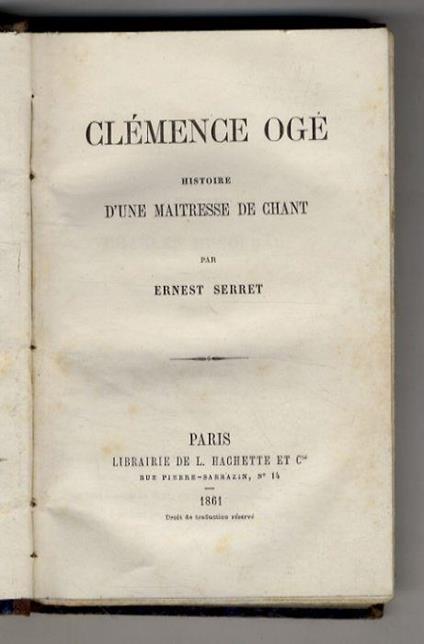 CLÉMENCE OGÉ
HISTOIRE
D'UNE MAITRESSE DE CHANT
PAR
ERNEST SERRET
PARIS
LIBRAIRIE DE L. HACHETTE ET Cie
RUE PIERRE-SARRAZIN, N° 14
1861
Droit de traduction réservé